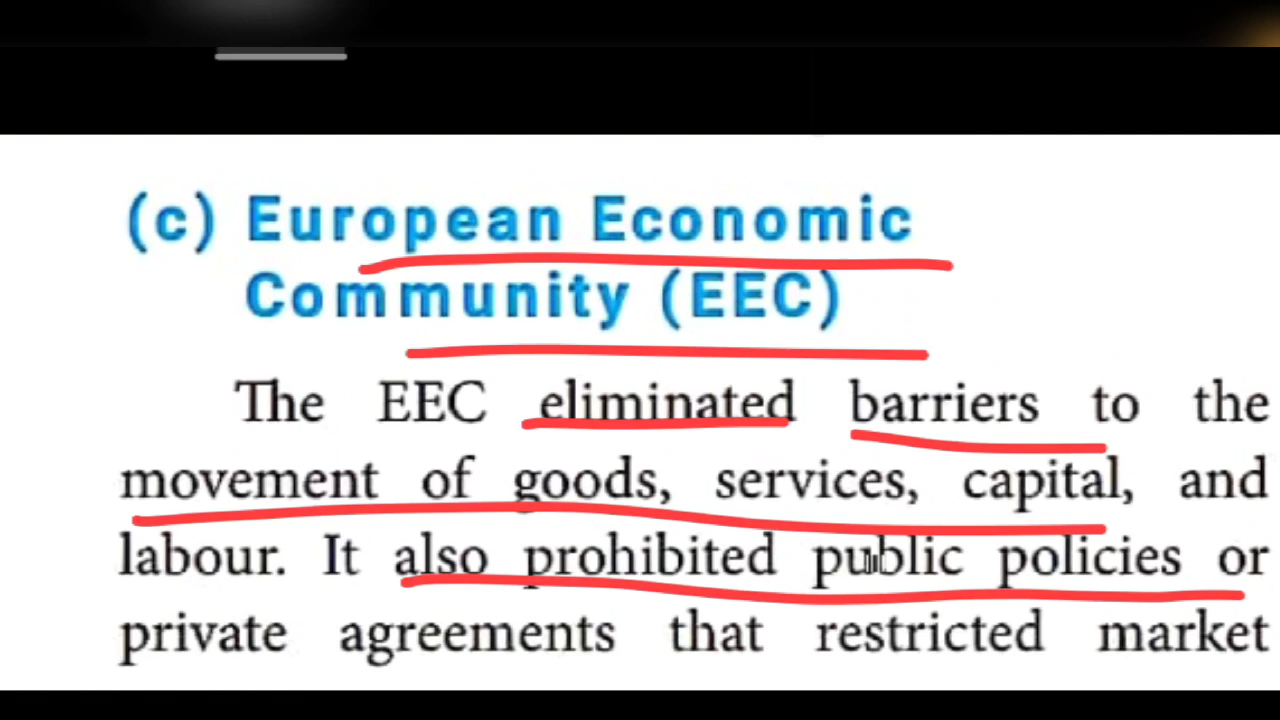 (c) European Economic
Community (EEC)
The EEC eliminated barriers to the
movement of goods, services, capital, and
labour. It also prohibited public policies or
private agreements that restricted market